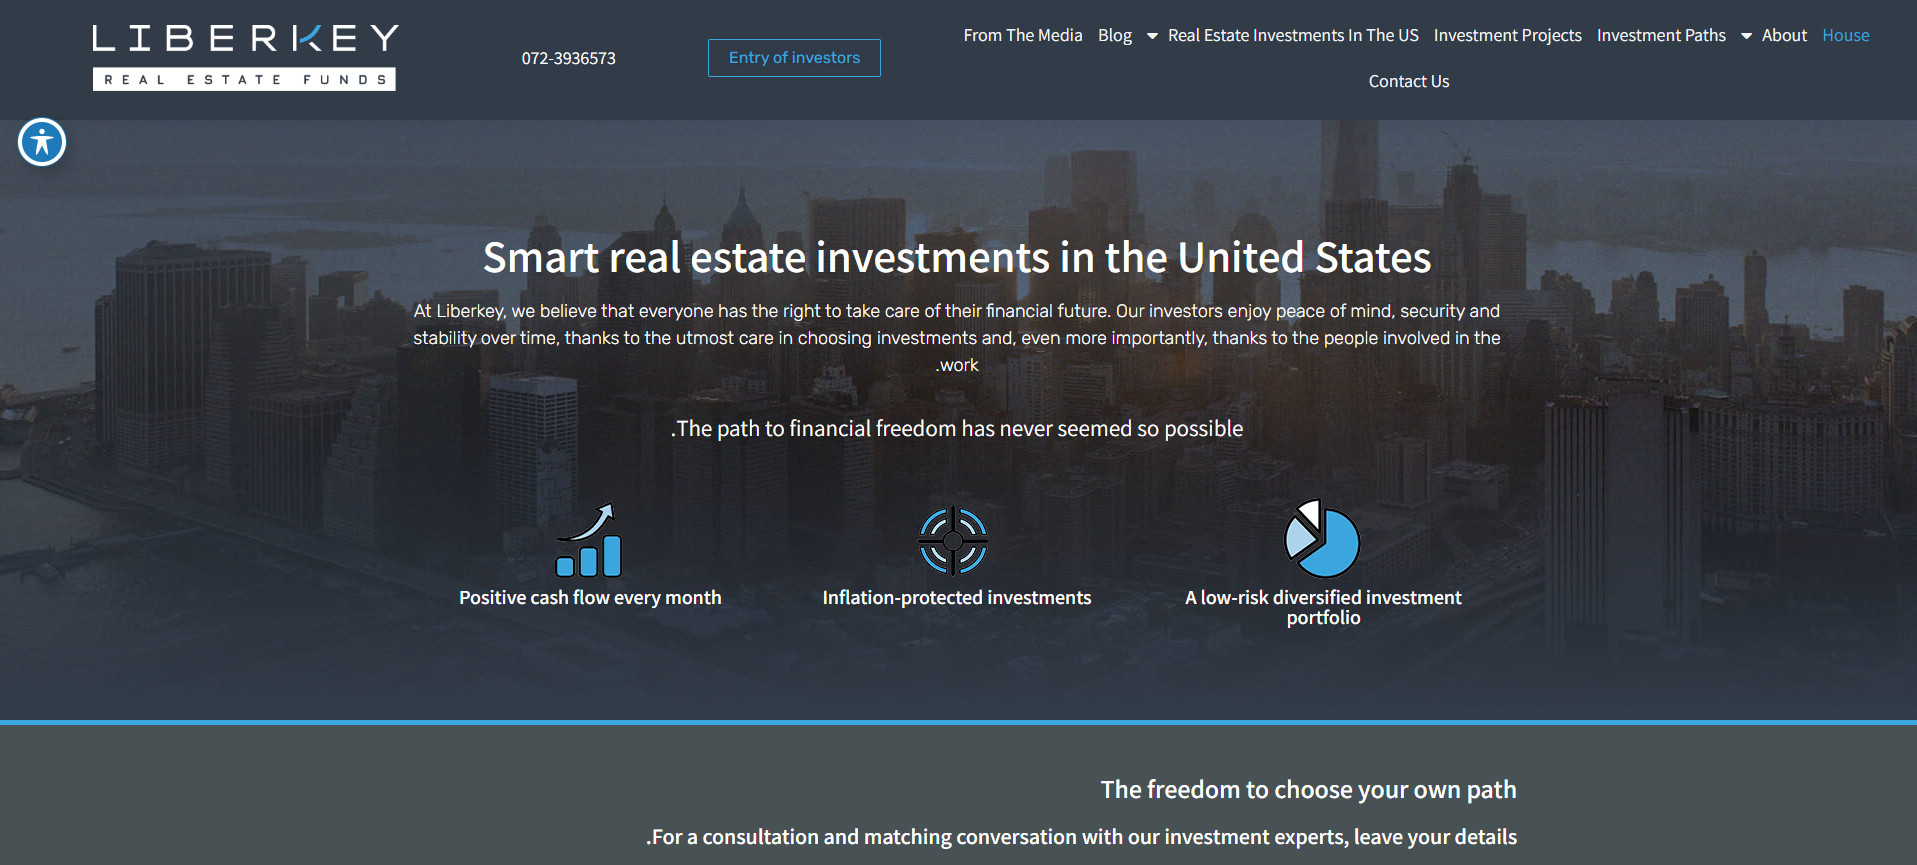 LIBERKEY
REAL ESTATE FUNDS
072-3936573
Entry of investors
From The Media Blog Real Estate Investments In The US Investment Projects Investment Paths About House
Contact Us
Smart real estate investments in the United States
At Liberkey, we believe that everyone has the right to take care of their financial future. Our investors enjoy peace of mind, security and
stability over time, thanks to the utmost care in choosing investments and, even more importantly, thanks to the people involved in the
.work
.The path to financial freedom has never seemed so possible
Positive cash flow every month
Inflation-protected investments
A low-risk diversified investment
portfolio
The freedom to choose your own path
.For a consultation and matching conversation with our investment experts, leave your details